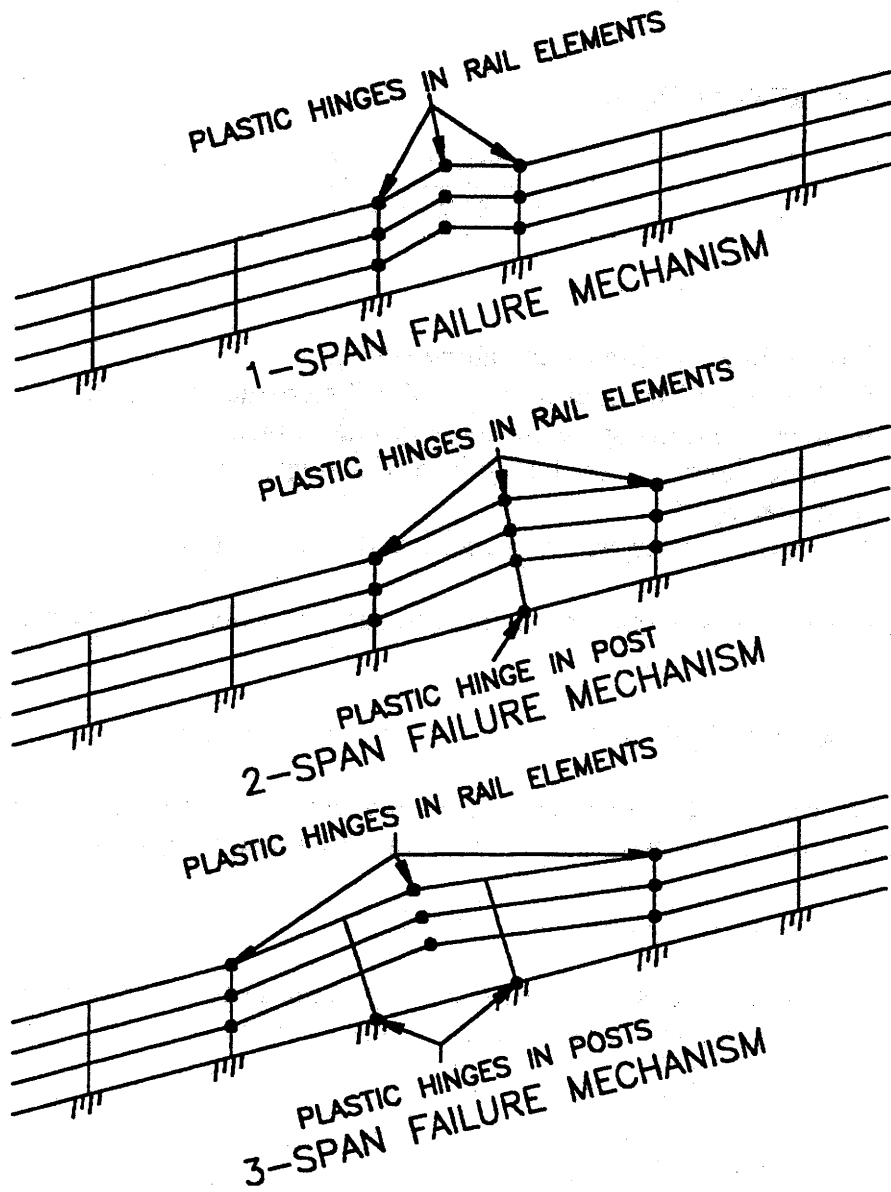 PLASTIC HINGES IN RAIL ELEMENTS
1-SPAN FAILURE MECHANISM
PLASTIC HINGES IN RAIL ELEMENTS
PLASTIC HINGE IN POST
2-SPAN FAILURE MECHANISM
PLASTIC HINGES IN RAIL ELEMENTS
PLASTIC HINGES IN POSTS
3-SPAN FAILURE MECHANISM